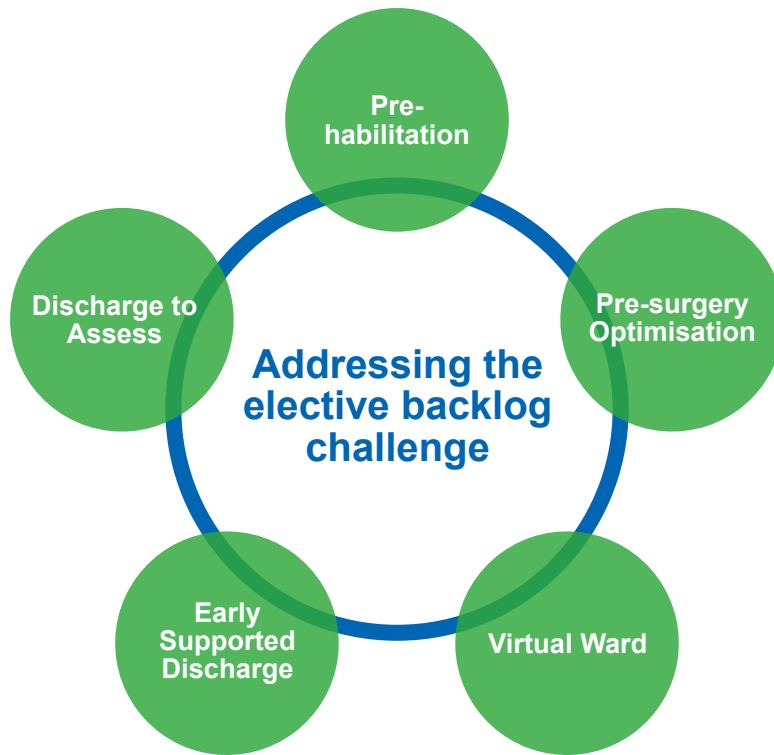 Pre-
habilitation
Pre-surgery
Optimisation
Virtual Ward
Early
Supported
Discharge
Discharge to
Assess
Addressing the
elective backlog
challenge